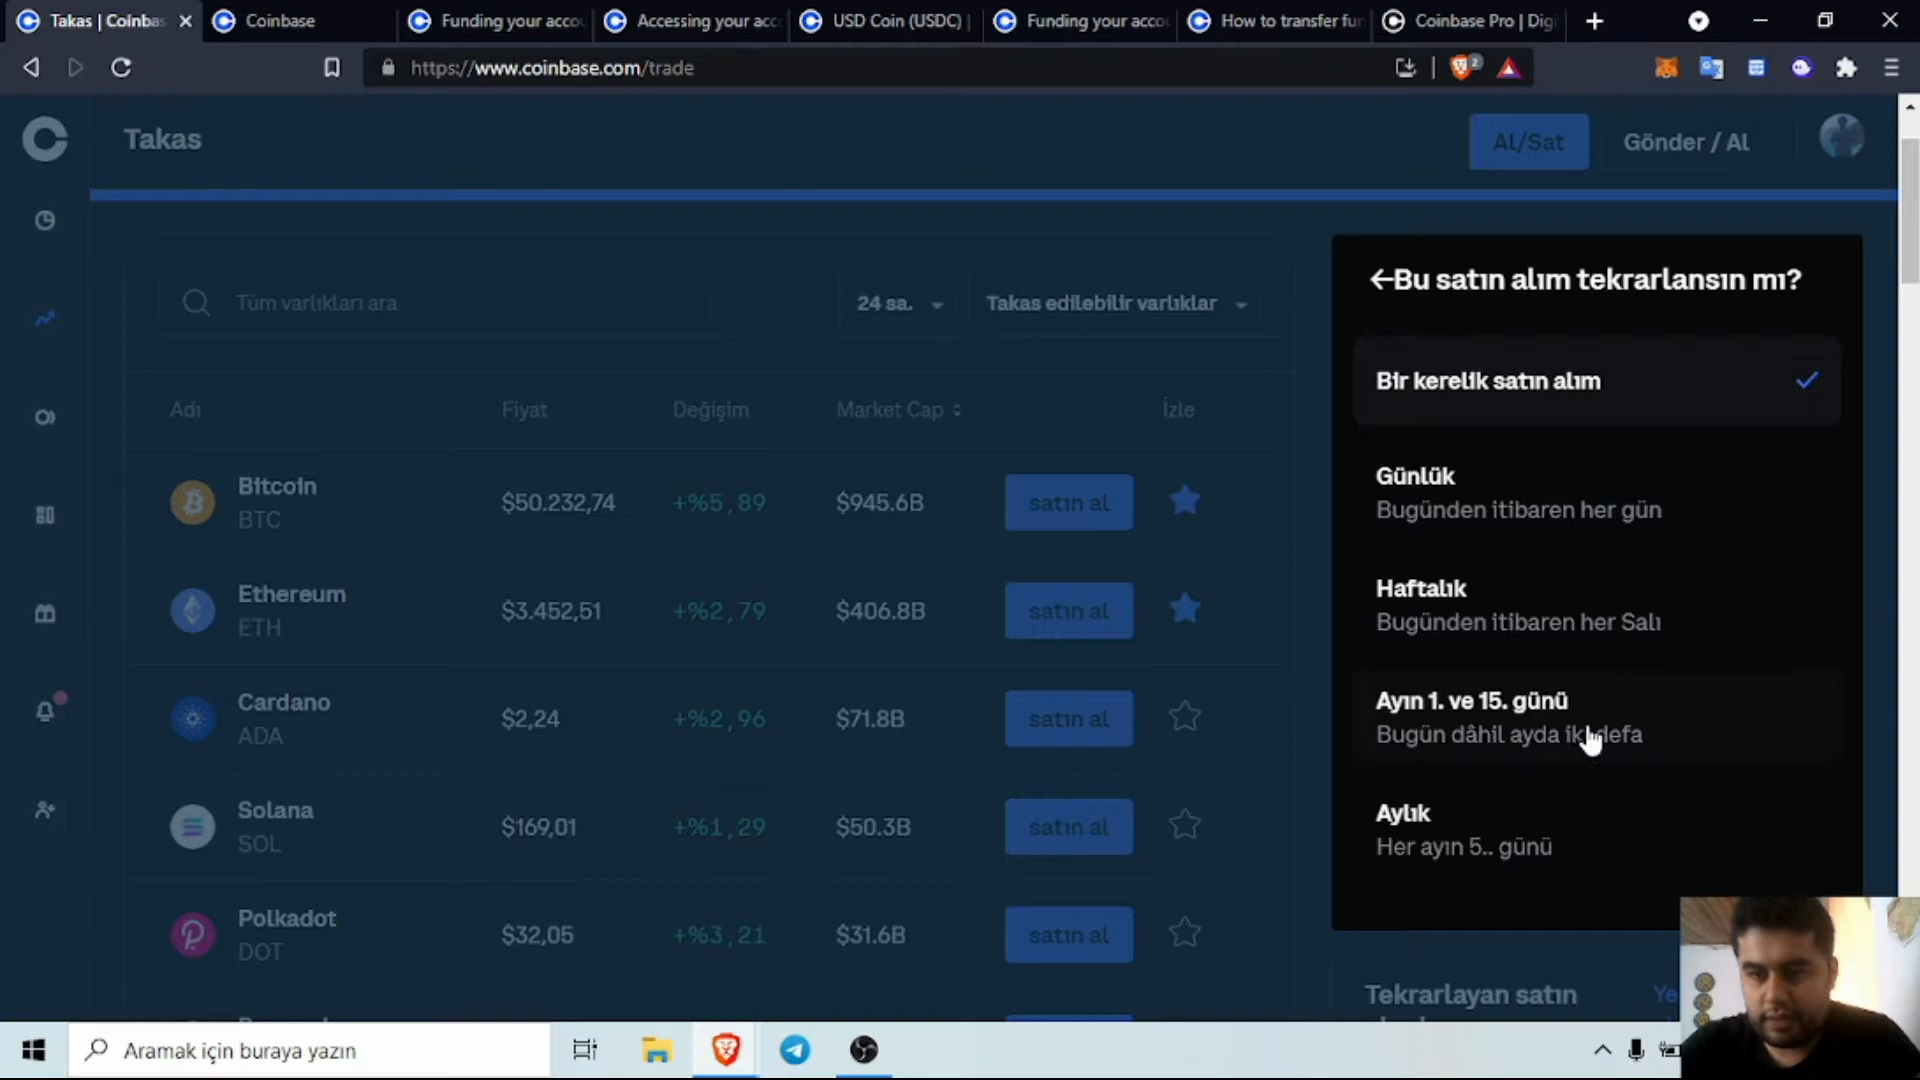 Takas | Coinbas
Coinbase
Funding your accou
Accessing your acc
USD Coin (USDC) |
Funding your accou
How to transfer fun
Coinbase Pro | Digi
https://www.coinbase.com/trade
2
Takas
Al/Sat
Gönder / Al
Tüm varlıkları ara
24 sa.
Takas edilebilir varlıklar
Adı
Fiyat
Değişim
Market Cap
İzle
Bitcoin
BTC
$50.232,74
+%5,89
$945.6B
satın al
Ethereum
ETH
$3.452,51
+%2,79
$406.8B
satın al
Cardano
ADA
$2,24
+%2,96
$71.8B
satın al
Solana
SOL
$169,01
+%1,29
$50.3B
satın al
Polkadot
DOT
$32,05
+%3,21
$31.6B
satın al
←Bu satın alım tekrarlansın mı?
Bir kerelik satın alım
Günlük
Bugünden itibaren her gün
Haftalık
Bugünden itibaren her Salı
Ayın 1. ve 15. günü
Bugün dâhil ayda iki defa
Aylık
Her ayın 5.. günü
Tekrarlayan satın
Ye
Aramak için buraya yazın